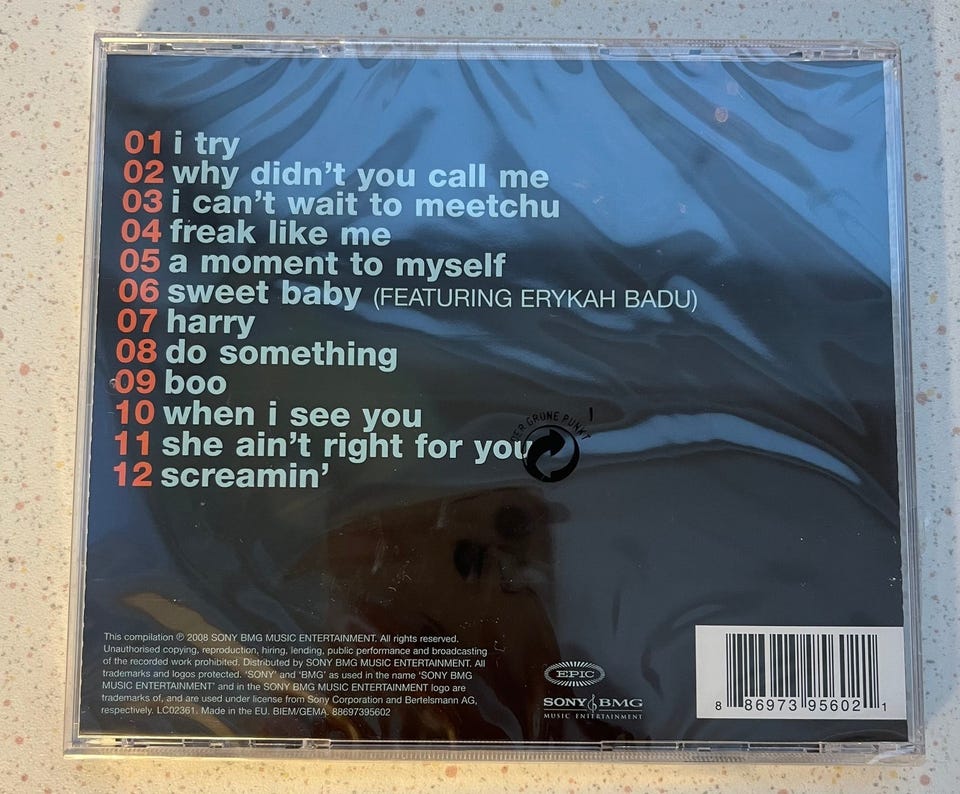 01 i try
02 why didn't you call me
03 i can't wait to meetchu
04 freak like me
05 a moment to myself
06 sweet baby (FEATURING ERYKAH BADU)
07 harry
08 do something
09 boo
10 when i see you
11 she ain't right for you
12 screamin'
DER GRÜNE PUNKT
This compilation ℗ 2008 SONY BMG MUSIC ENTERTAINMENT. All rights reserved.
Unauthorised copying, reproduction, hiring, lending, public performance and broadcasting
of the recorded work prohibited. Distributed by SONY BMG MUSIC ENTERTAINMENT. All
trademarks and logos protected. 'SONY' and 'BMG' as used in the name 'SONY BMG
MUSIC ENTERTAINMENT' and in the SONY BMG MUSIC ENTERTAINMENT logo are
trademarks of, and are used under license from Sony Corporation and Bertelsmann AG,
respectively. LC02361. Made in the EU. BIEM/GEMA. 88697395602
EPIC
SONY BMG
MUSIC ENTERTAINMENT
8 86973 95602 1